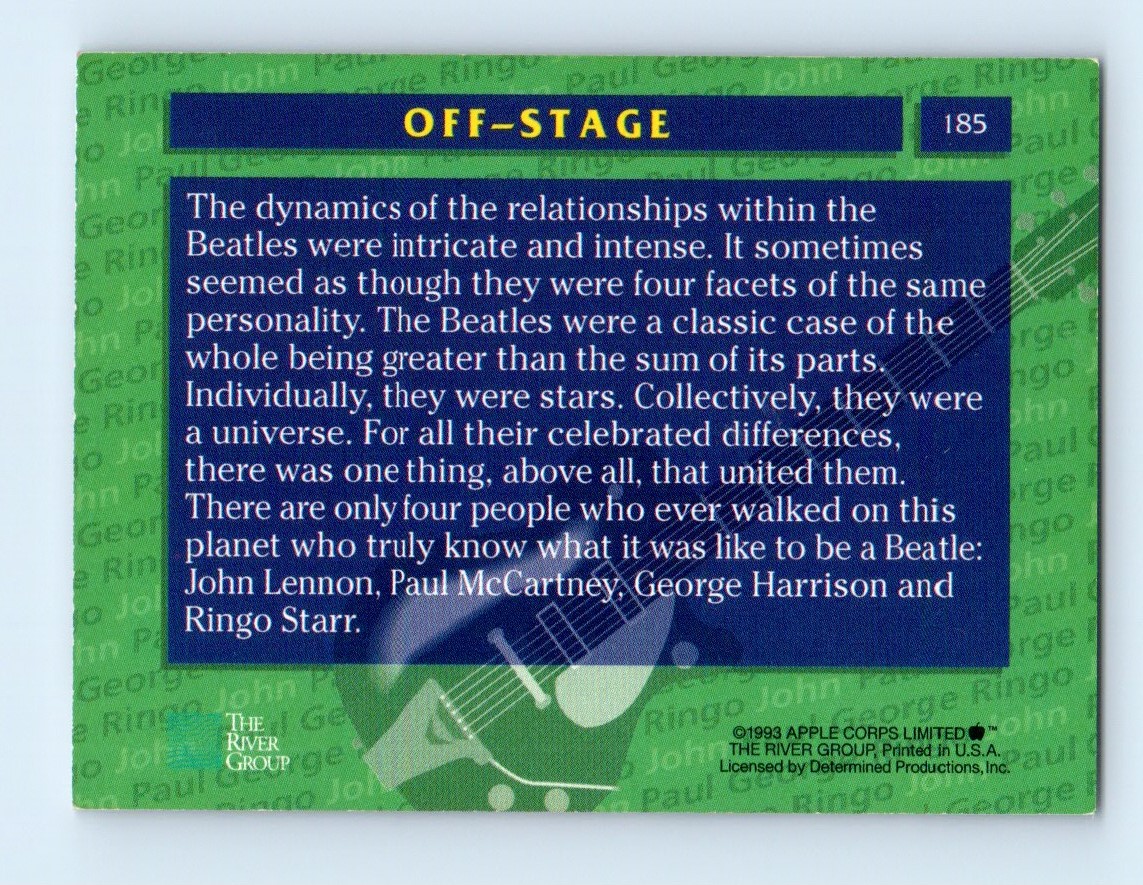 OFF-STAGE
185
The dynamics of the relationships within the
Beatles were intricate and intense. It sometimes
seemed as though they were four facets of the same
personality. The Beatles were a classic case of the
whole being greater than the sum of its parts.
Individually, they were stars. Collectively, they were
a universe. For all their celebrated differences,
there was one thing, above all, that united them.
There are only four people who ever walked on this
planet who truly know what it was like to be a Beatle:
John Lennon, Paul McCartney, George Harrison and
Ringo Starr.
THE
RIVER
GROUP
©1993 APPLE CORPS LIMITED ™
THE RIVER GROUP, Printed in U.S.A.
Licensed by Determined Productions, Inc.